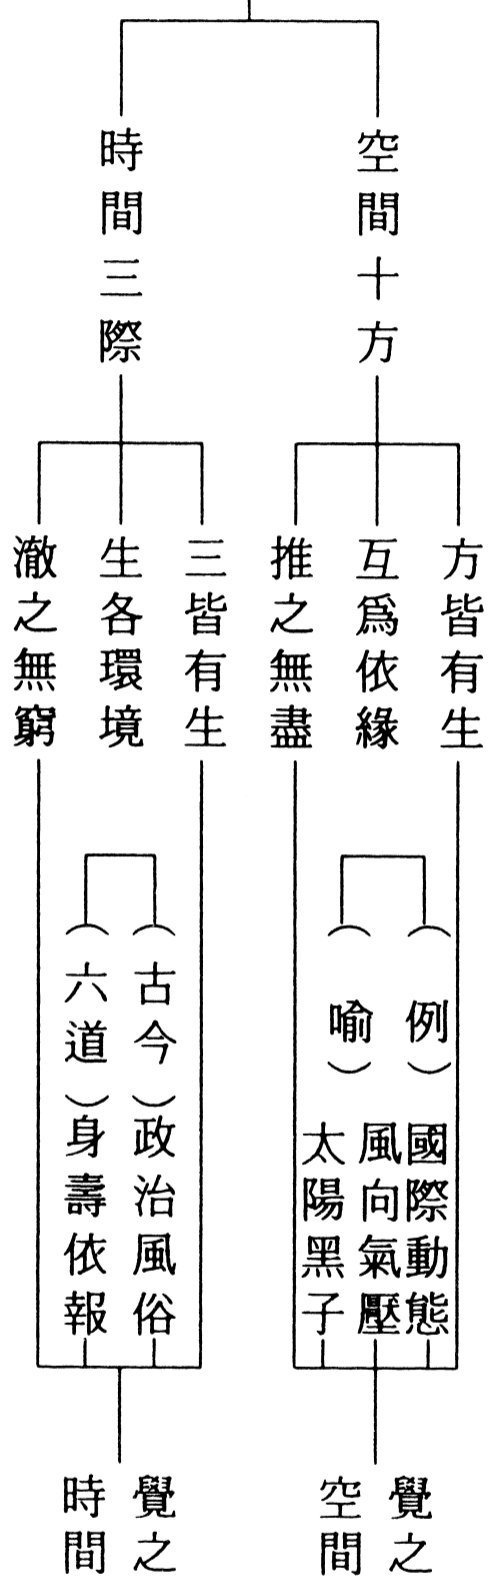 空間十方
方皆有生
互爲依緣
推之無盡
（例）國際動態
（喻）風向氣壓
太陽黑子
覺之
空間
時間三際
三皆有生
生各環境
澈之無窮
（古今）政治風俗
（六道）身壽依報
覺之
時間